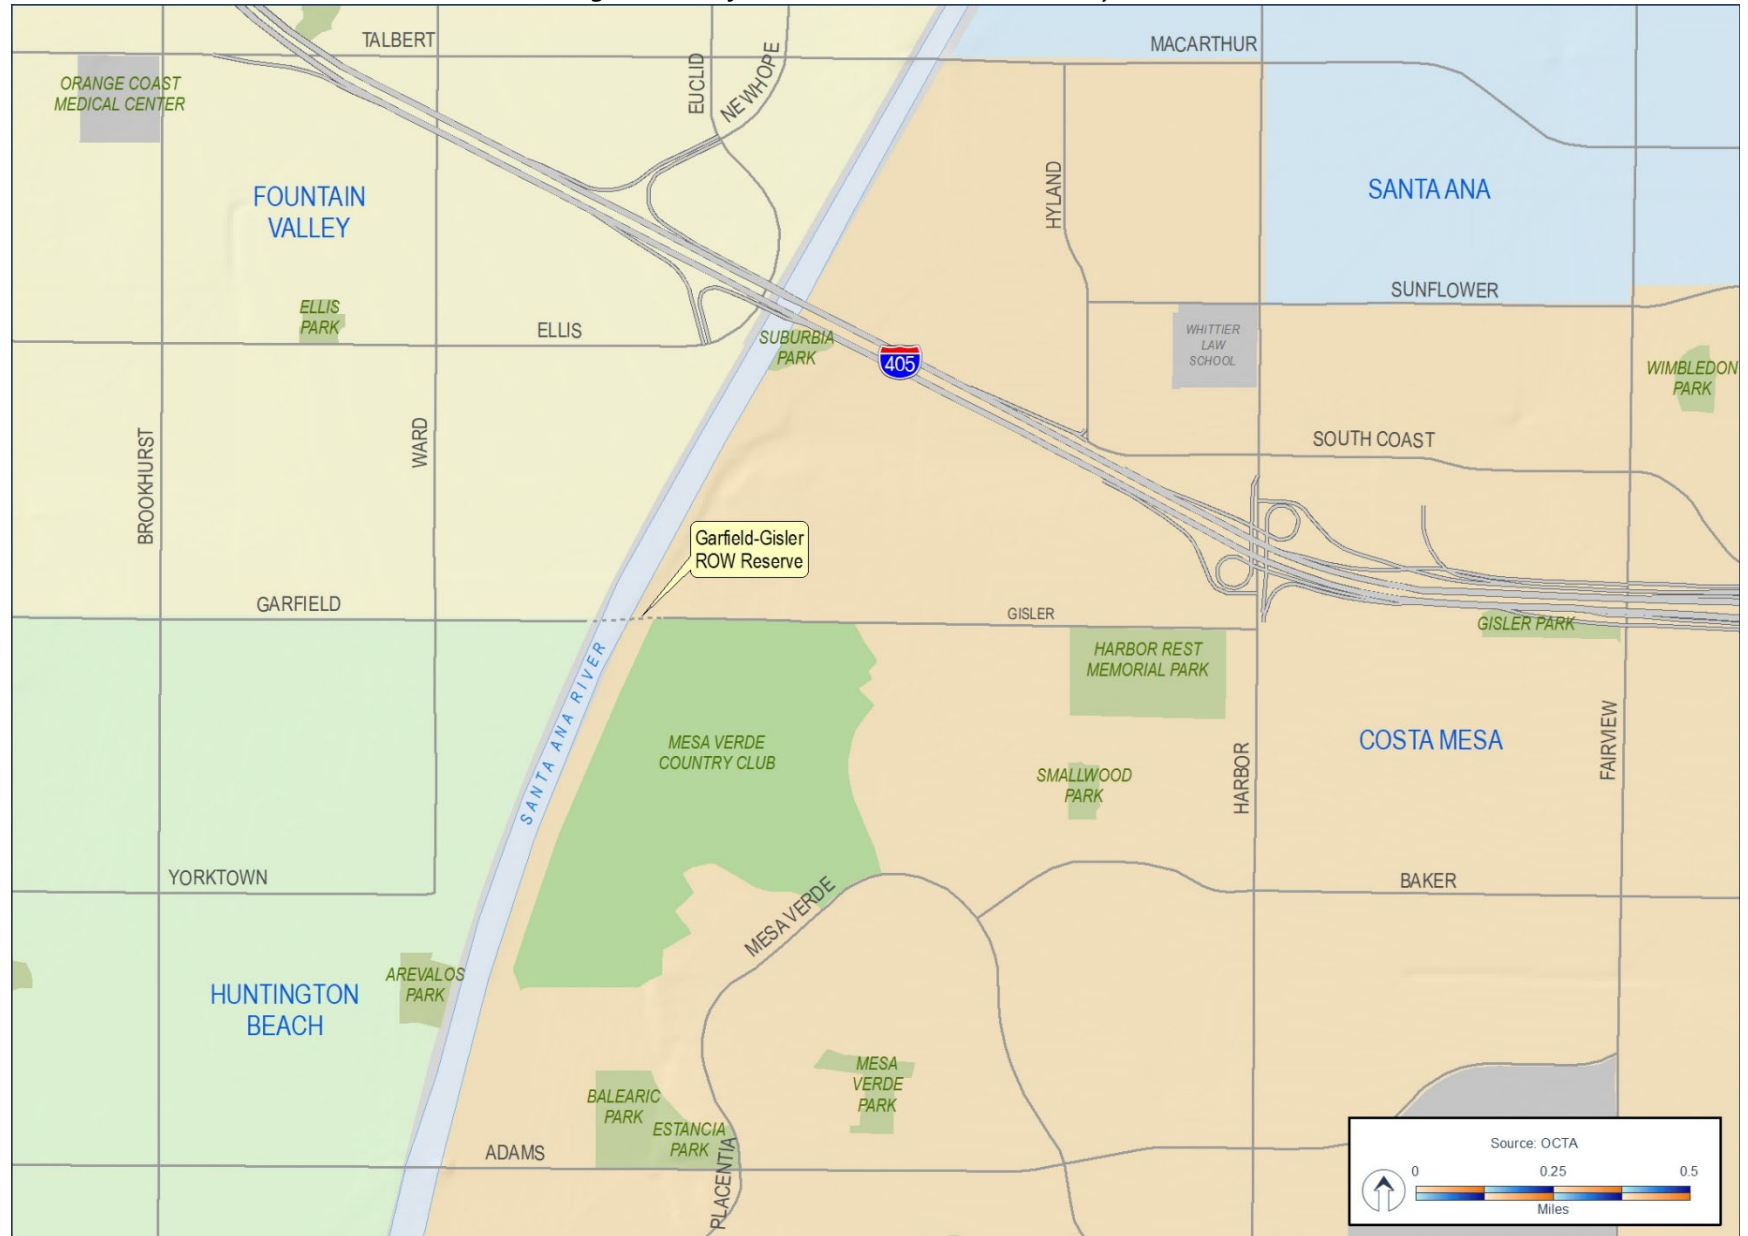 TALBERT
MACARTHUR
ORANGE COAST
MEDICAL CENTER
EUCLID
NEWHOPE
FOUNTAIN
VALLEY
HYLAND
SANTA ANA
SUNFLOWER
ELLIS
PARK
ELLIS
SUBURBIA
PARK
405
WHITTIER
LAW
SCHOOL
WIMBLEDON
PARK
BROOKHURST
WARD
SOUTH COAST
Garfield-Gisler
ROW Reserve
GARFIELD
GISLER
GISLER PARK
HARBOR REST
MEMORIAL PARK
SANTA ANA RIVER
MESA VERDE
COUNTRY CLUB
SMALLWOOD
PARK
HARBOR
COSTA MESA
FAIRVIEW
YORKTOWN
MESA VERDE
BAKER
AREVALOS
PARK
HUNTINGTON
BEACH
BALEARIC
PARK
ESTANCIA
PARK
MESA
VERDE
PARK
ADAMS
PLACENTIA
Source: OCTA
0 0.25 0.5
Miles